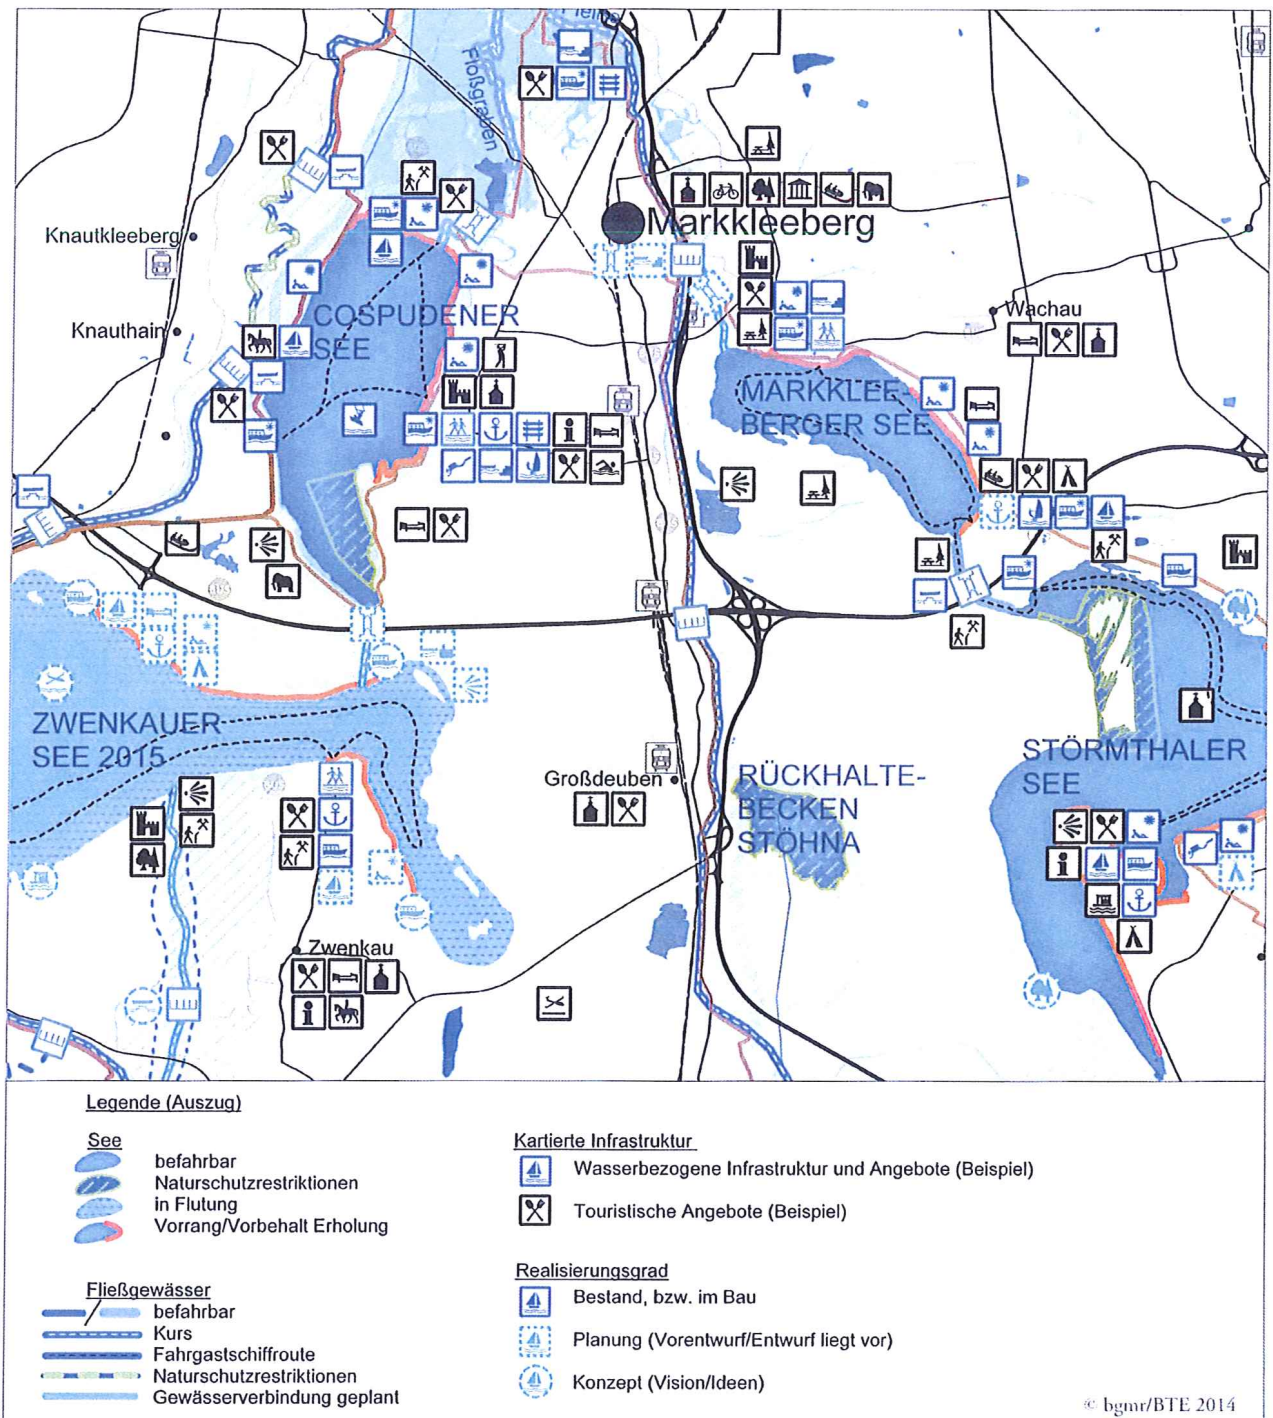 Floßgraben
Markkleeberg
Knautkleeberg
COSPUDENER
SEE
Wachau
Knauthain
MARKKLEE-
BERGER SEE
ZWENKAUER
SEE 2015
STÖRMTHALER
SEE
Großdeuben
RÜCKHALTE-
BECKEN
STÖHNA
Zwenkau
Legende (Auszug)
See
befahrbar
Naturschutzrestriktionen
in Flutung
Vorrang/Vorbehalt Erholung
Fließgewässer
befahrbar
Kurs
Fahrgastschiffroute
Naturschutzrestriktionen
Gewässerverbindung geplant
Kartierte Infrastruktur
Wasserbezogene Infrastruktur und Angebote (Beispiel)
Touristische Angebote (Beispiel)
Realisierungsgrad
Bestand, bzw. im Bau
Planung (Vorentwurf/Entwurf liegt vor)
Konzept (Vision/Ideen)
© bgmr/BTE 2014